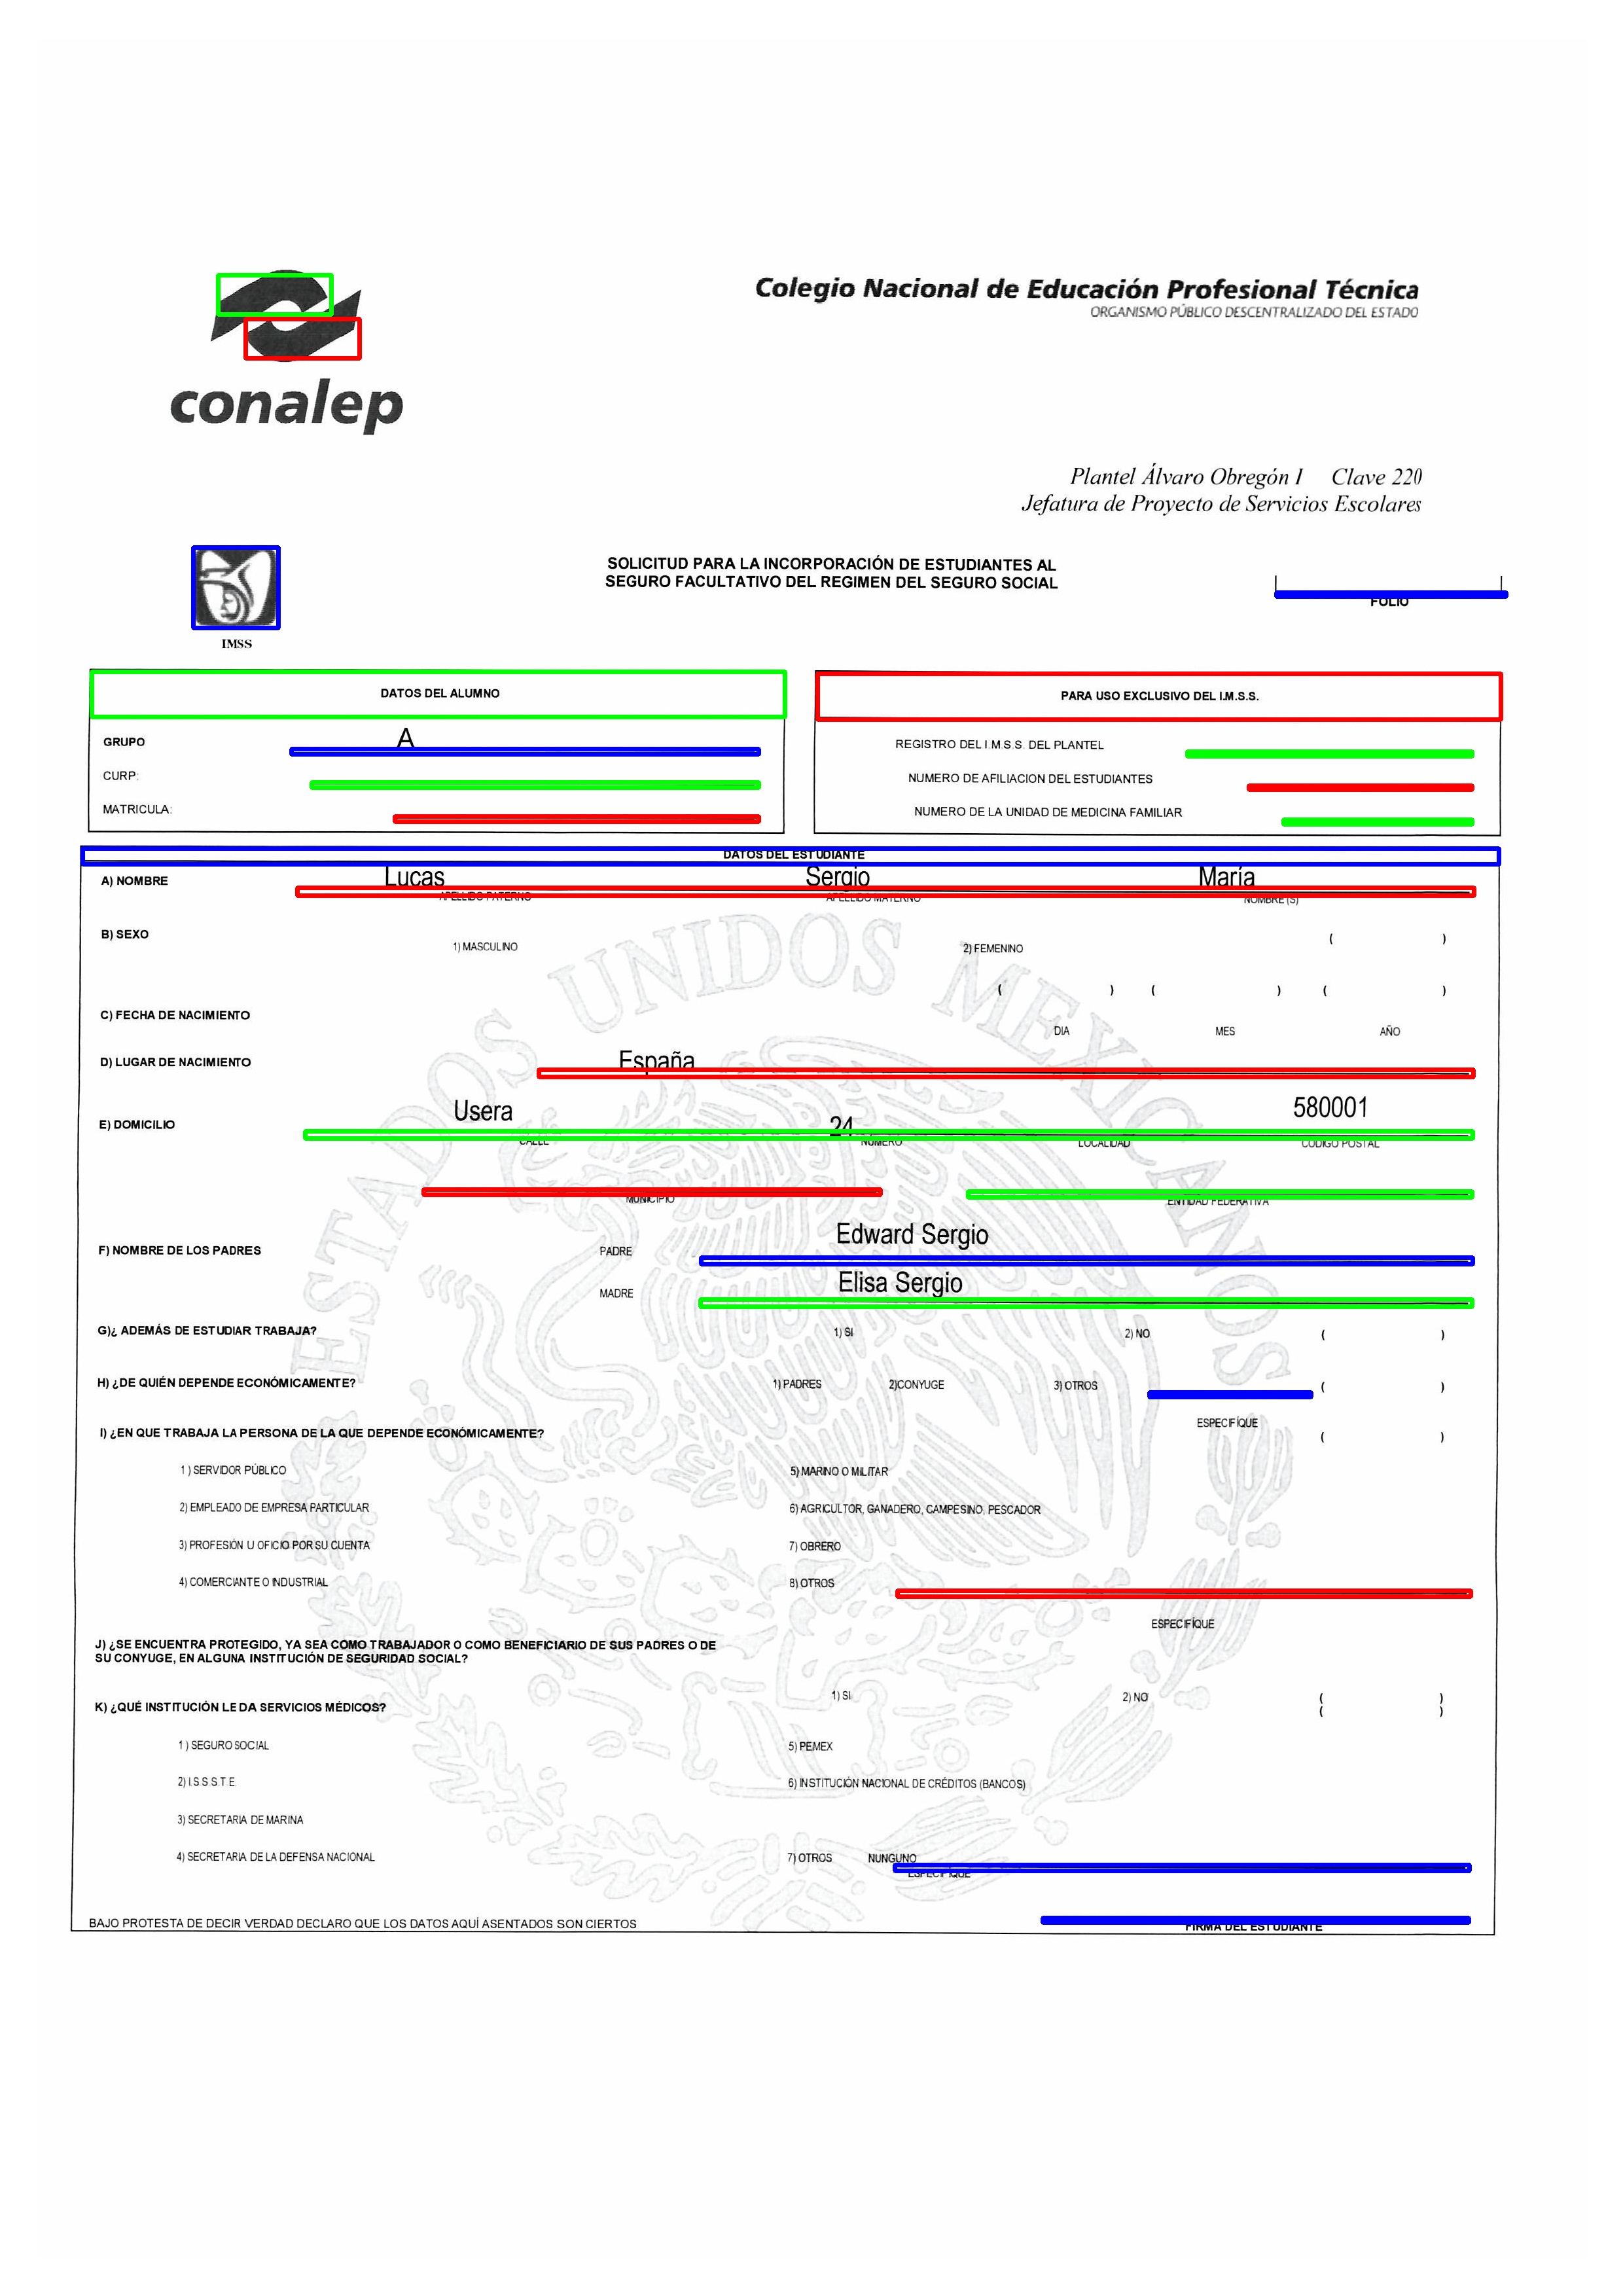 Colegio Nacional de Educación Profesional Técnica
ORGANISMO PÚBLICO DESCENTRALIZADO DEL ESTADO
conalep
Plantel Álvaro Obregón I Clave 220
Jefatura de Proyecto de Servicios Escolares
SOLICITUD PARA LA INCORPORACIÓN DE ESTUDIANTES AL
SEGURO FACULTATIVO DEL REGIMEN DEL SEGURO SOCIAL
FOLIO
IMSS
DATOS DEL ALUMNO
GRUPO A
CURP:
MATRICULA:
PARA USO EXCLUSIVO DEL I.M.S.S.
REGISTRO DEL I.M.S.S. DEL PLANTEL
NUMERO DE AFILIACION DEL ESTUDIANTES
NUMERO DE LA UNIDAD DE MEDICINA FAMILIAR
DATOS DEL ESTUDIANTE
A) NOMBRE Lucas Sergio María
APELLIDO PATERNO APELLIDO MATERNO NOMBRE (S)
B) SEXO 1) MASCULINO 2) FEMENINO ( )
( ) ( ) ( )
C) FECHA DE NACIMIENTO
DIA MES AÑO
D) LUGAR DE NACIMIENTO España
E) DOMICILIO Usera 24 580001
CALLE NÚMERO LOCALIDAD CODIGO POSTAL
MUNICIPIO ENTIDAD FEDERATIVA
F) NOMBRE DE LOS PADRES PADRE Edward Sergio
MADRE Elisa Sergio
G)¿ ADEMÁS DE ESTUDIAR TRABAJA? 1) SI 2) NO ( )
H) ¿DE QUIÉN DEPENDE ECONÓMICAMENTE? 1) PADRES 2)CONYUGE 3) OTROS ( )
ESPECIFÍQUE
I) ¿EN QUE TRABAJA LA PERSONA DE LA QUE DEPENDE ECONÓMICAMENTE? ( )
1 ) SERVIDOR PÚBLICO 5) MARINO O MILITAR
2) EMPLEADO DE EMPRESA PARTICULAR 6) AGRICULTOR, GANADERO, CAMPESINO, PESCADOR
3) PROFESIÓN U OFICIO POR SU CUENTA 7) OBRERO
4) COMERCIANTE O INDUSTRIAL 8) OTROS
ESPECIFÍQUE
J) ¿SE ENCUENTRA PROTEGIDO, YA SEA COMO TRABAJADOR O COMO BENEFICIARIO DE SUS PADRES O DE
SU CONYUGE, EN ALGUNA INSTITUCIÓN DE SEGURIDAD SOCIAL?
1) SI 2) NO ( )
K) ¿QUÉ INSTITUCIÓN LE DA SERVICIOS MÉDICOS? ( )
1 ) SEGURO SOCIAL 5) PEMEX
2) I.S.S.S.T.E. 6) INSTITUCIÓN NACIONAL DE CRÉDITOS (BANCOS)
3) SECRETARIA DE MARINA
4) SECRETARIA DE LA DEFENSA NACIONAL 7) OTROS NUNGUNO
ESPECIFÍQUE
BAJO PROTESTA DE DECIR VERDAD DECLARO QUE LOS DATOS AQUÍ ASENTADOS SON CIERTOS
FIRMA DEL ESTUDIANTE
ESTADOS UNIDOS MEXICANOS